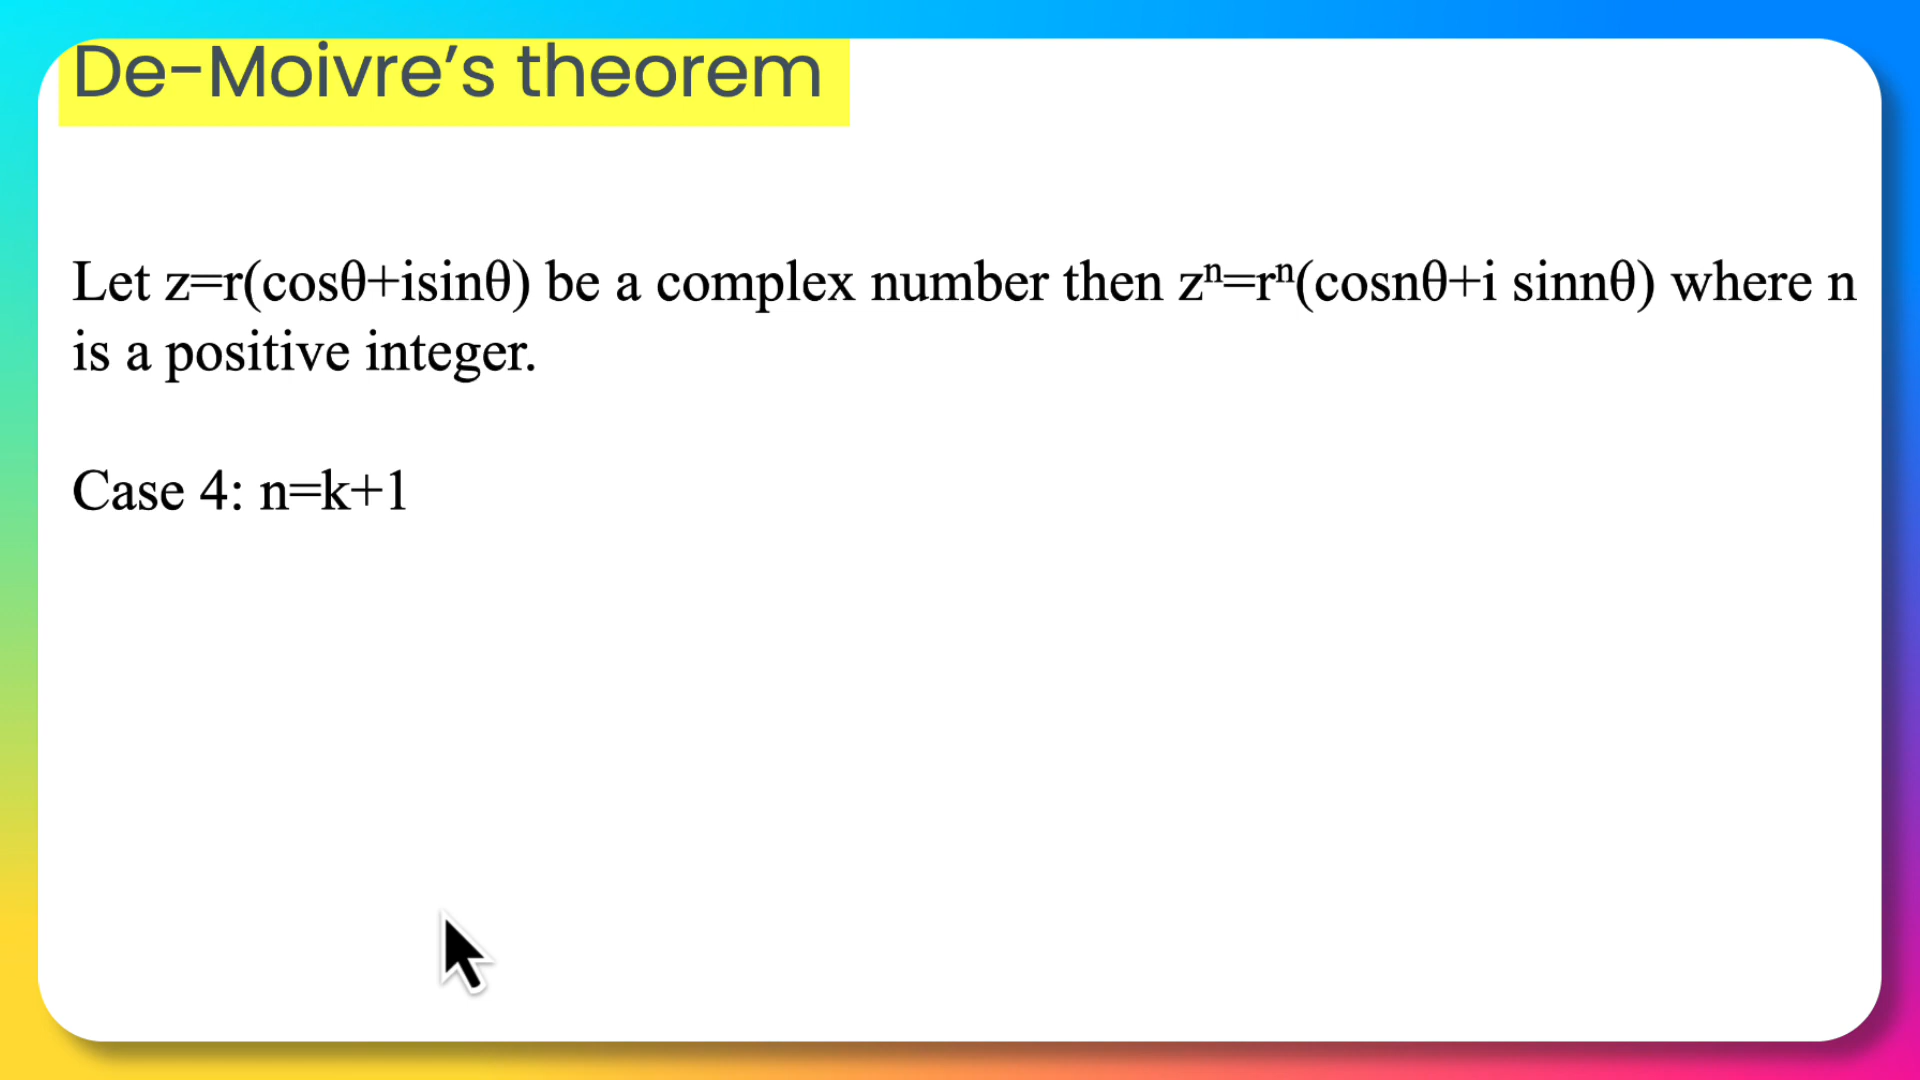 De-Moivre’s theorem
Let z=r(cosθ+isinθ) be a complex number then zⁿ=rⁿ(cosnθ+i sinnθ) where n
is a positive integer.
Case 4: n=k+1